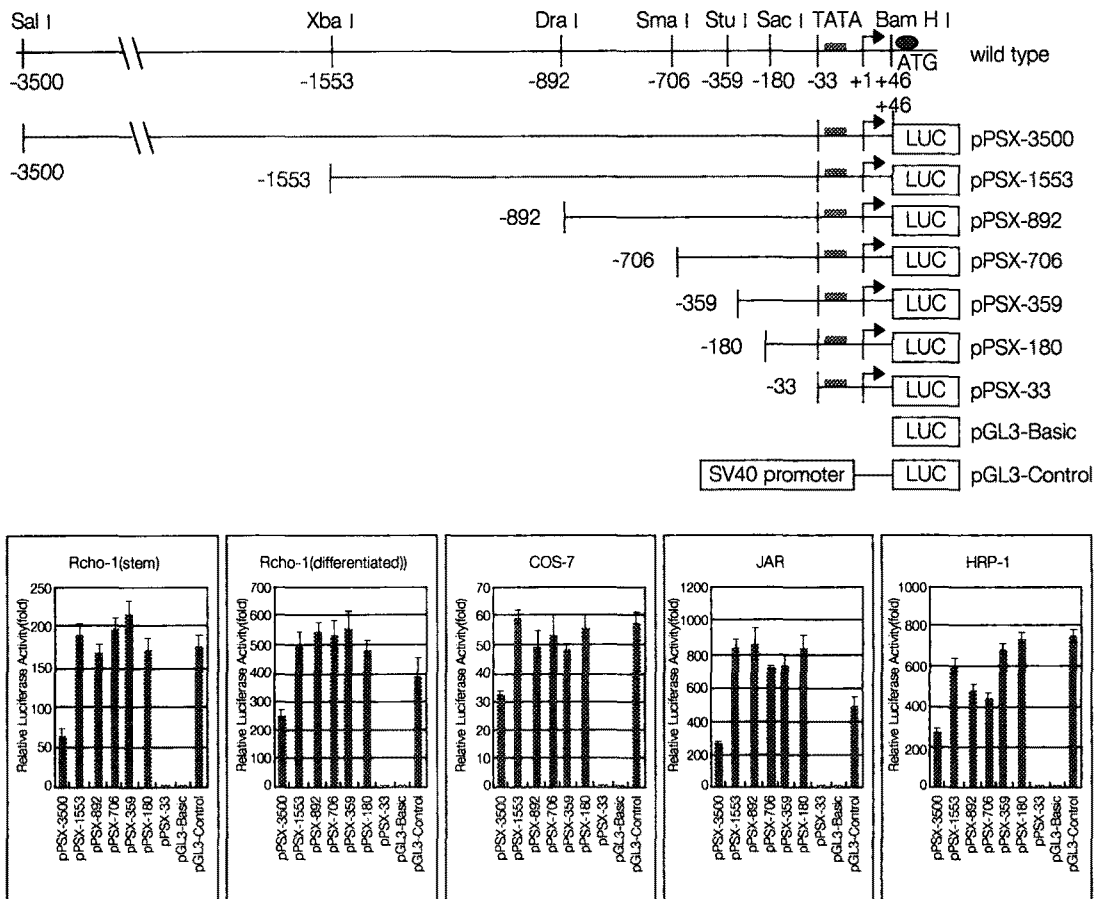 Sal I Xba I Dra I Sma I Stu I Sac I TATA Bam H I
ATG
wild type
-3500 -1553 -892 -706 -359 -180 -33 +1 +46
+46
-3500 LUC pPSX-3500
-1553 LUC pPSX-1553
-892 LUC pPSX-892
-706 LUC pPSX-706
-359 LUC pPSX-359
-180 LUC pPSX-180
-33 LUC pPSX-33
LUC pGL3-Basic
SV40 promoter LUC pGL3-Control
Rcho-1(stem)
Relative Luciferase Activity(fold)
250
200
150
100
50
0
pPSX-3500
pPSX-1553
pPSX-892
pPSX-706
pPSX-359
pPSX-180
pPSX-33
pGL3-Basic
pGL3-Control
Rcho-1(differentiated))
Relative Luciferase Activity(fold)
700
600
500
400
300
200
100
0
pPSX-3500
pPSX-1553
pPSX-892
pPSX-706
pPSX-359
pPSX-180
pPSX-33
pGL3-Basic
pGL3-Control
COS-7
Relative Luciferase Activity(fold)
70
60
50
40
30
20
10
0
pPSX-3500
pPSX-1553
pPSX-892
pPSX-706
pPSX-359
pPSX-180
pPSX-33
pGL3-Basic
pGL3-Control
JAR
Relative Luciferase Activity(fold)
1200
1000
800
600
400
200
0
pPSX-3500
pPSX-1553
pPSX-892
pPSX-706
pPSX-359
pPSX-180
pPSX-33
pGL3-Basic
pGL3-Control
HRP-1
Relative Luciferase Activity(fold)
1000
800
600
400
200
0
pPSX-3500
pPSX-1553
pPSX-892
pPSX-706
pPSX-359
pPSX-180
pPSX-33
pGL3-Basic
pGL3-Control